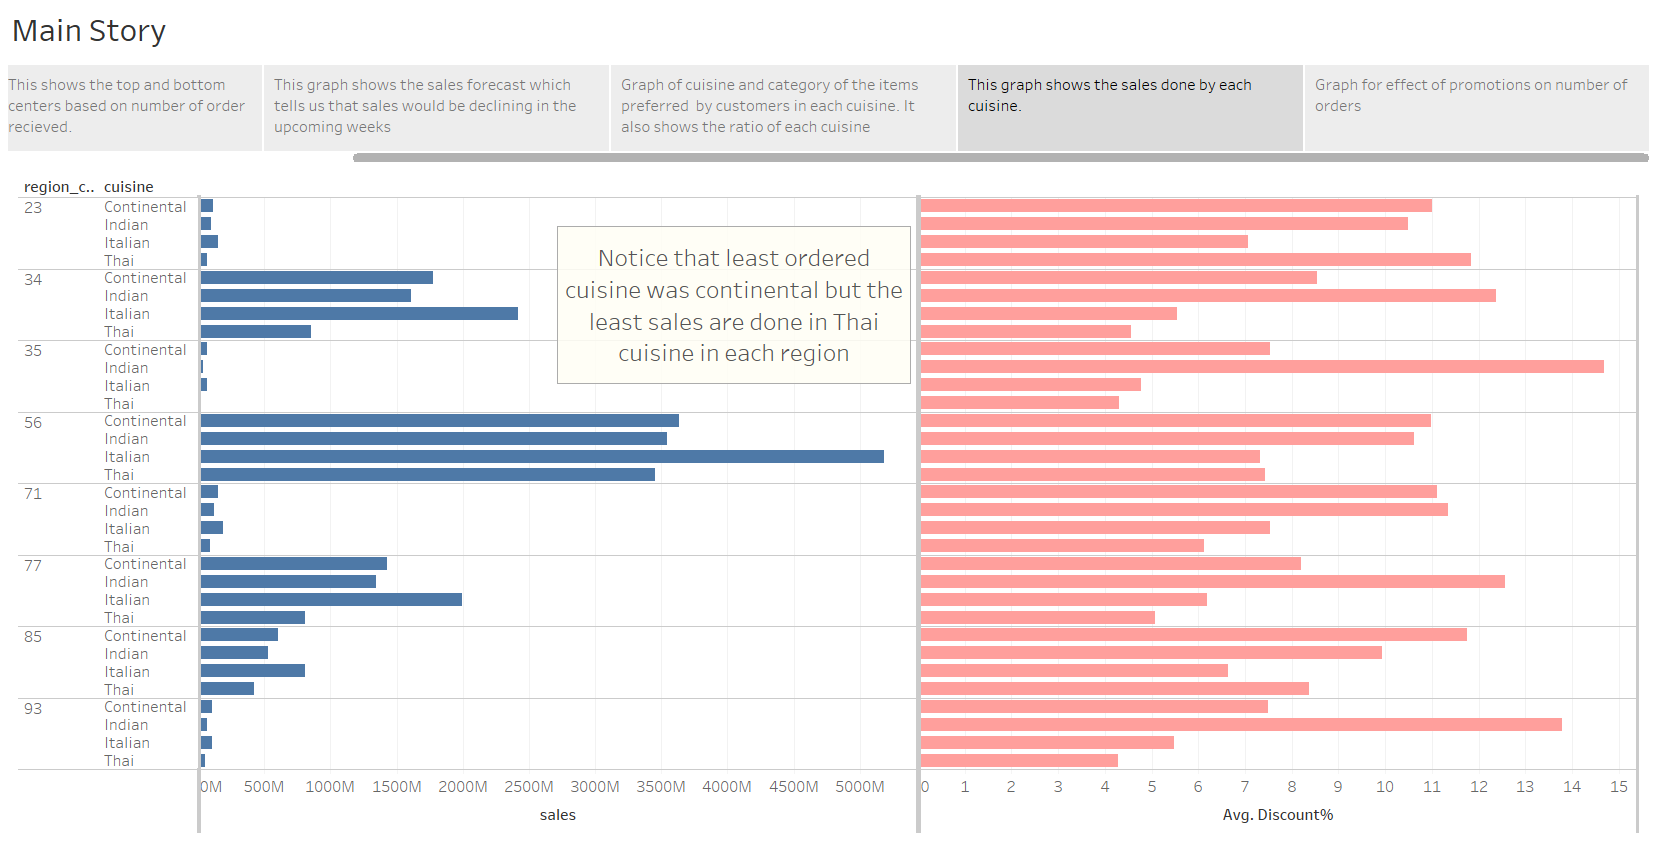 Main Story
This shows the top and bottom
centers based on number of order
recieved.
This graph shows the sales forecast which
tells us that sales would be declining in the
upcoming weeks
Graph of cuisine and category of the items
preferred by customers in each cuisine. It
also shows the ratio of each cuisine
This graph shows the sales done by each
cuisine.
Graph for effect of promotions on number of
orders
region_c.. cuisine
23 Continental
Indian
Italian
Thai
34 Continental
Indian
Italian
Thai
35 Continental
Indian
Italian
Thai
56 Continental
Indian
Italian
Thai
71 Continental
Indian
Italian
Thai
77 Continental
Indian
Italian
Thai
85 Continental
Indian
Italian
Thai
93 Continental
Indian
Italian
Thai
Notice that least ordered
cuisine was continental but the
least sales are done in Thai
cuisine in each region
0M 500M 1000M 1500M 2000M 2500M 3000M 3500M 4000M 4500M 5000M
sales
0 1 2 3 4 5 6 7 8 9 10 11 12 13 14 15
Avg. Discount%